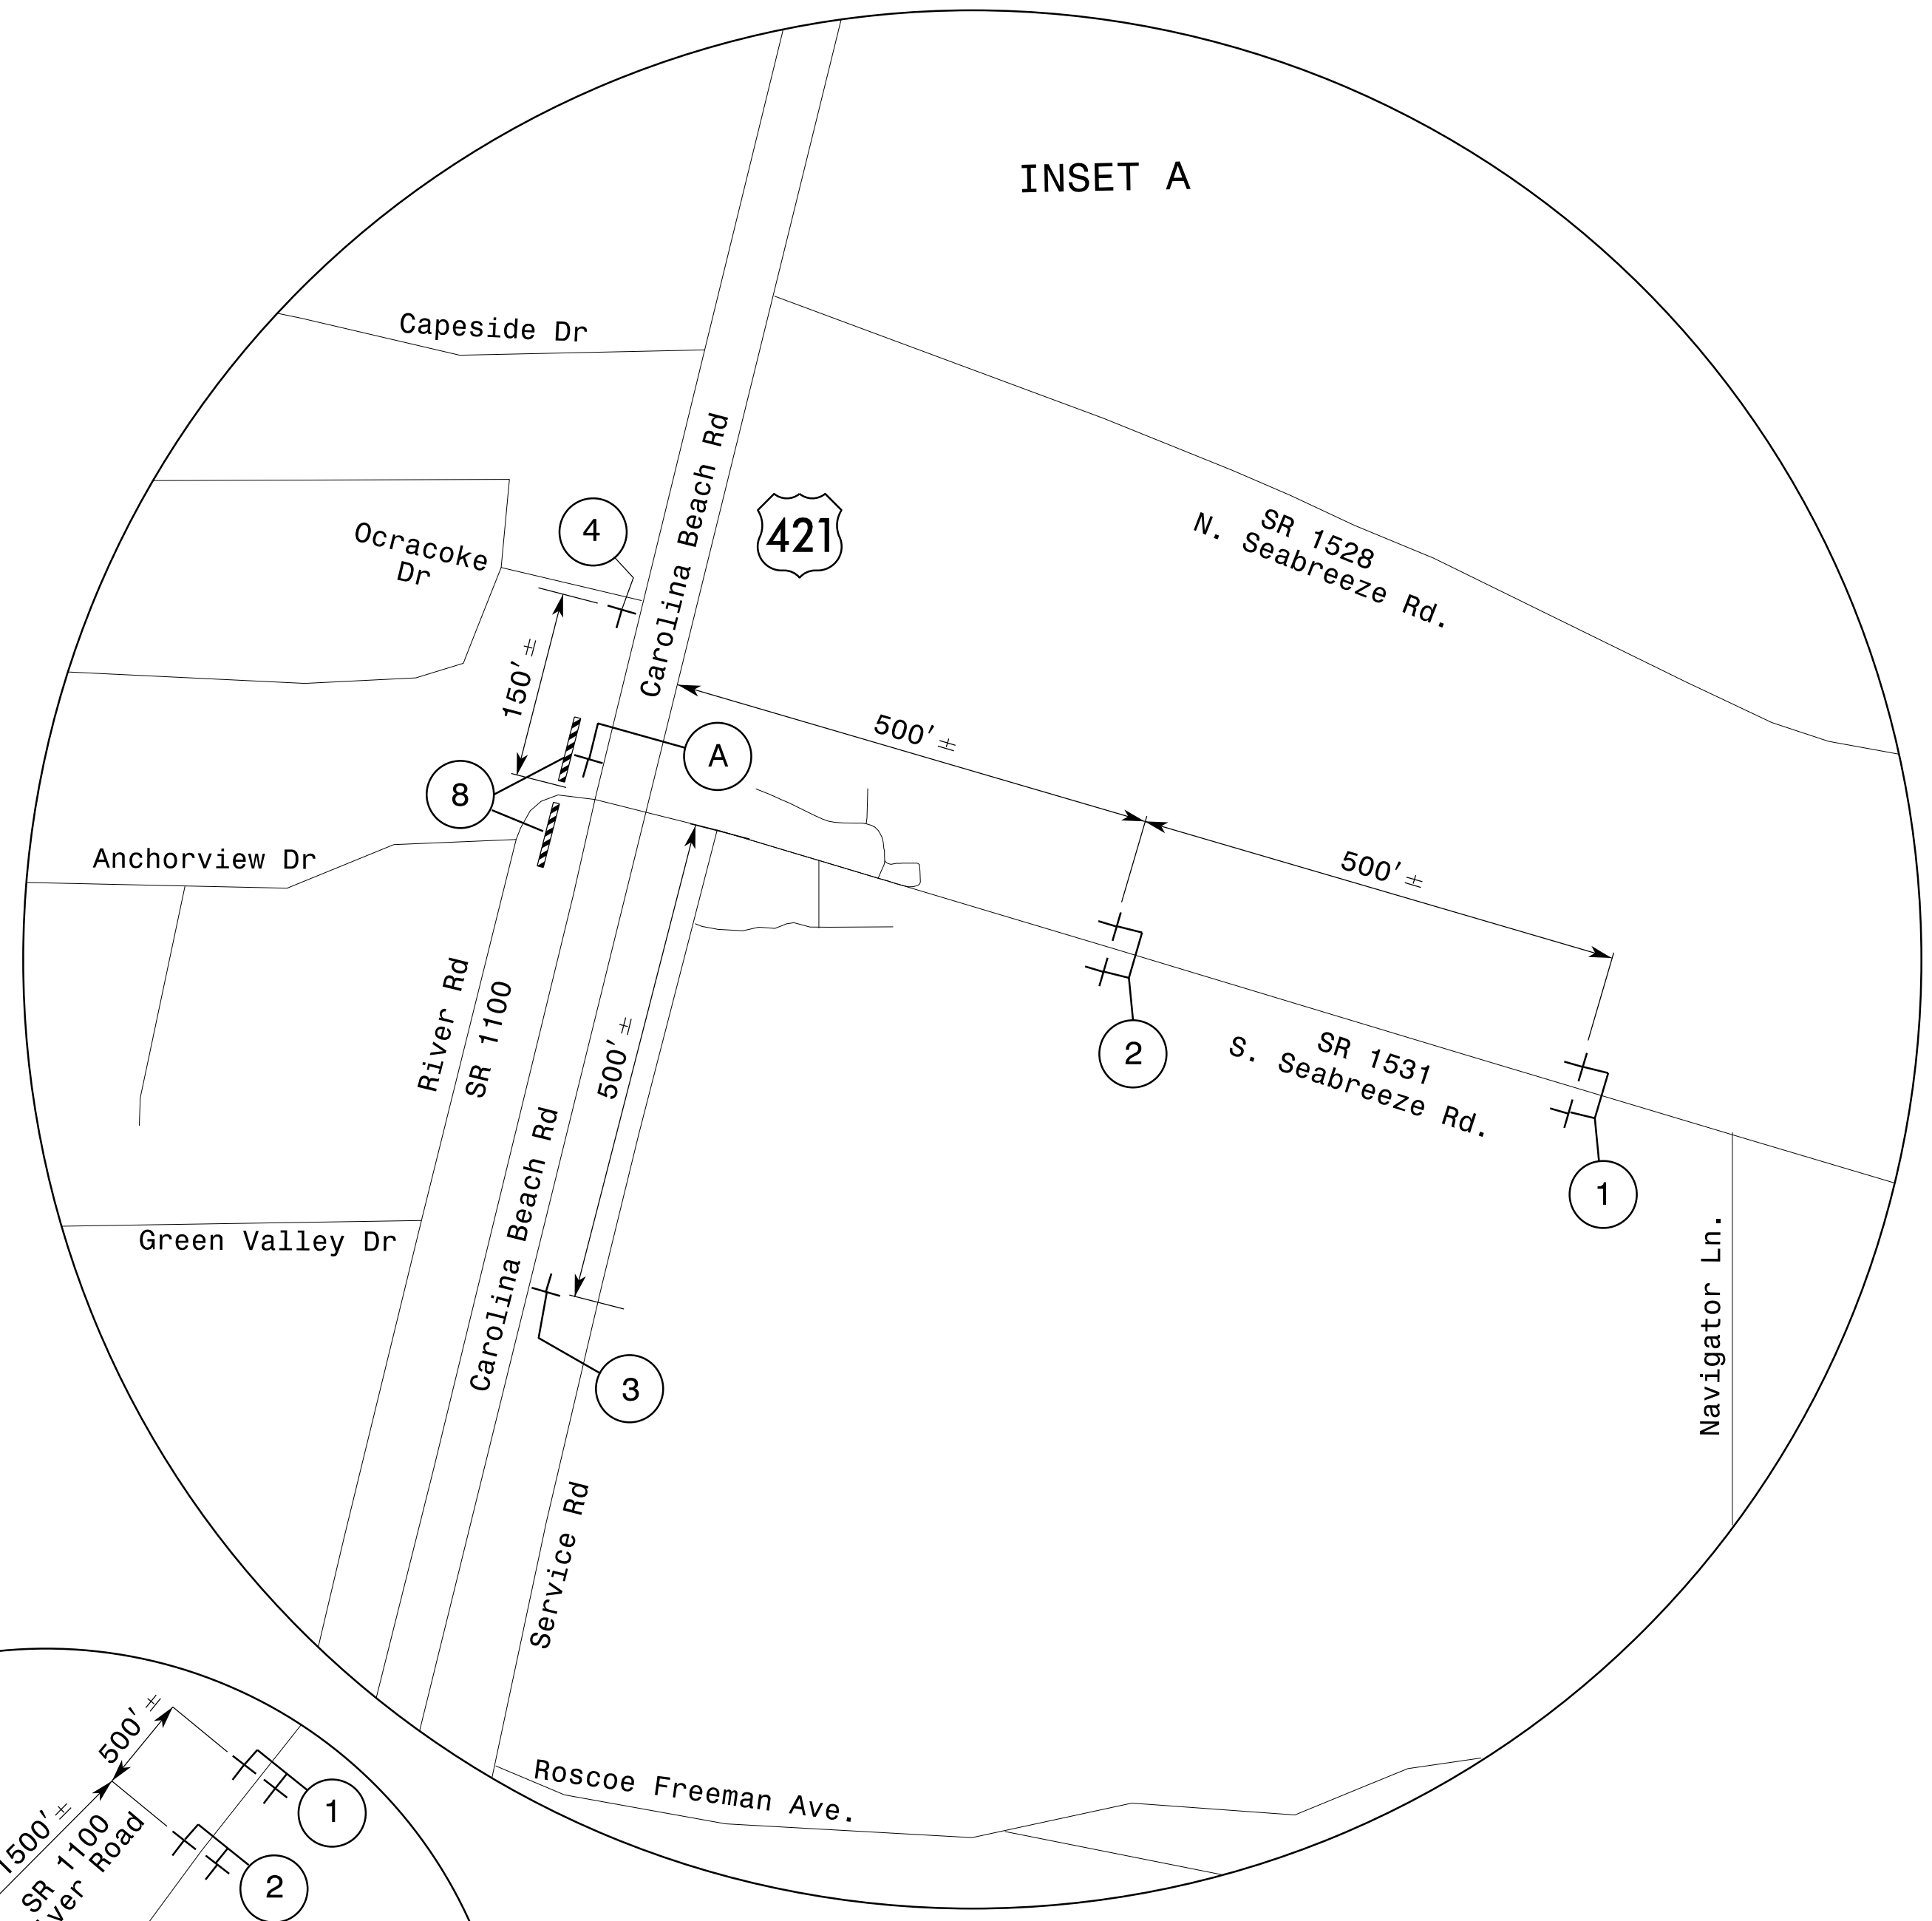 INSET A
Capeside Dr
Carolina Beach Rd
421
SR 1528
N. Seabreeze Rd.
Ocracoke
Dr
4
150'±
500'±
A
8
500'±
Anchorview Dr
River Rd
SR 1100
500'±
2
SR 1531
S. Seabreeze Rd.
1
Green Valley Dr
Carolina Beach Rd
3
Navigator Ln.
Service Rd
Roscoe Freeman Ave.
500'±
1
1500'±
SR 1100
ver Road
2